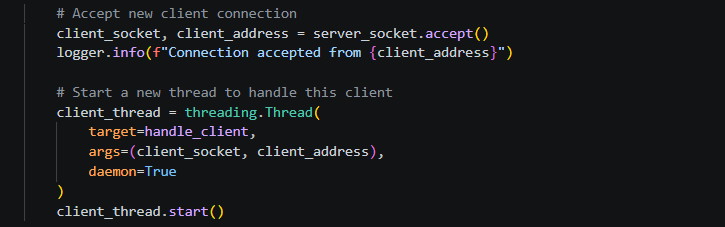 # Accept new client connection
client_socket, client_address = server_socket.accept()
logger.info(f"Connection accepted from {client_address}")
# Start a new thread to handle this client
client_thread = threading.Thread(
target=handle_client,
args=(client_socket, client_address),
daemon=True
)
client_thread.start()